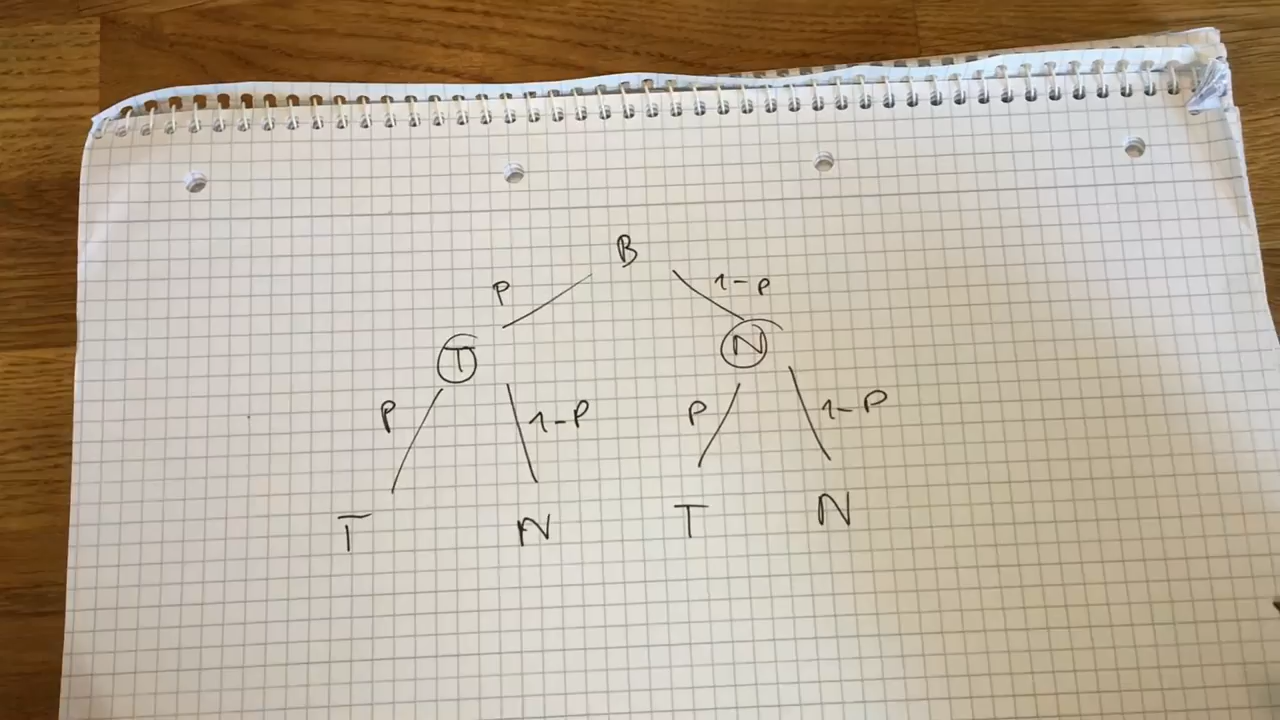 B
P 1-P
T N
P 1-P P 1-P
T N T N